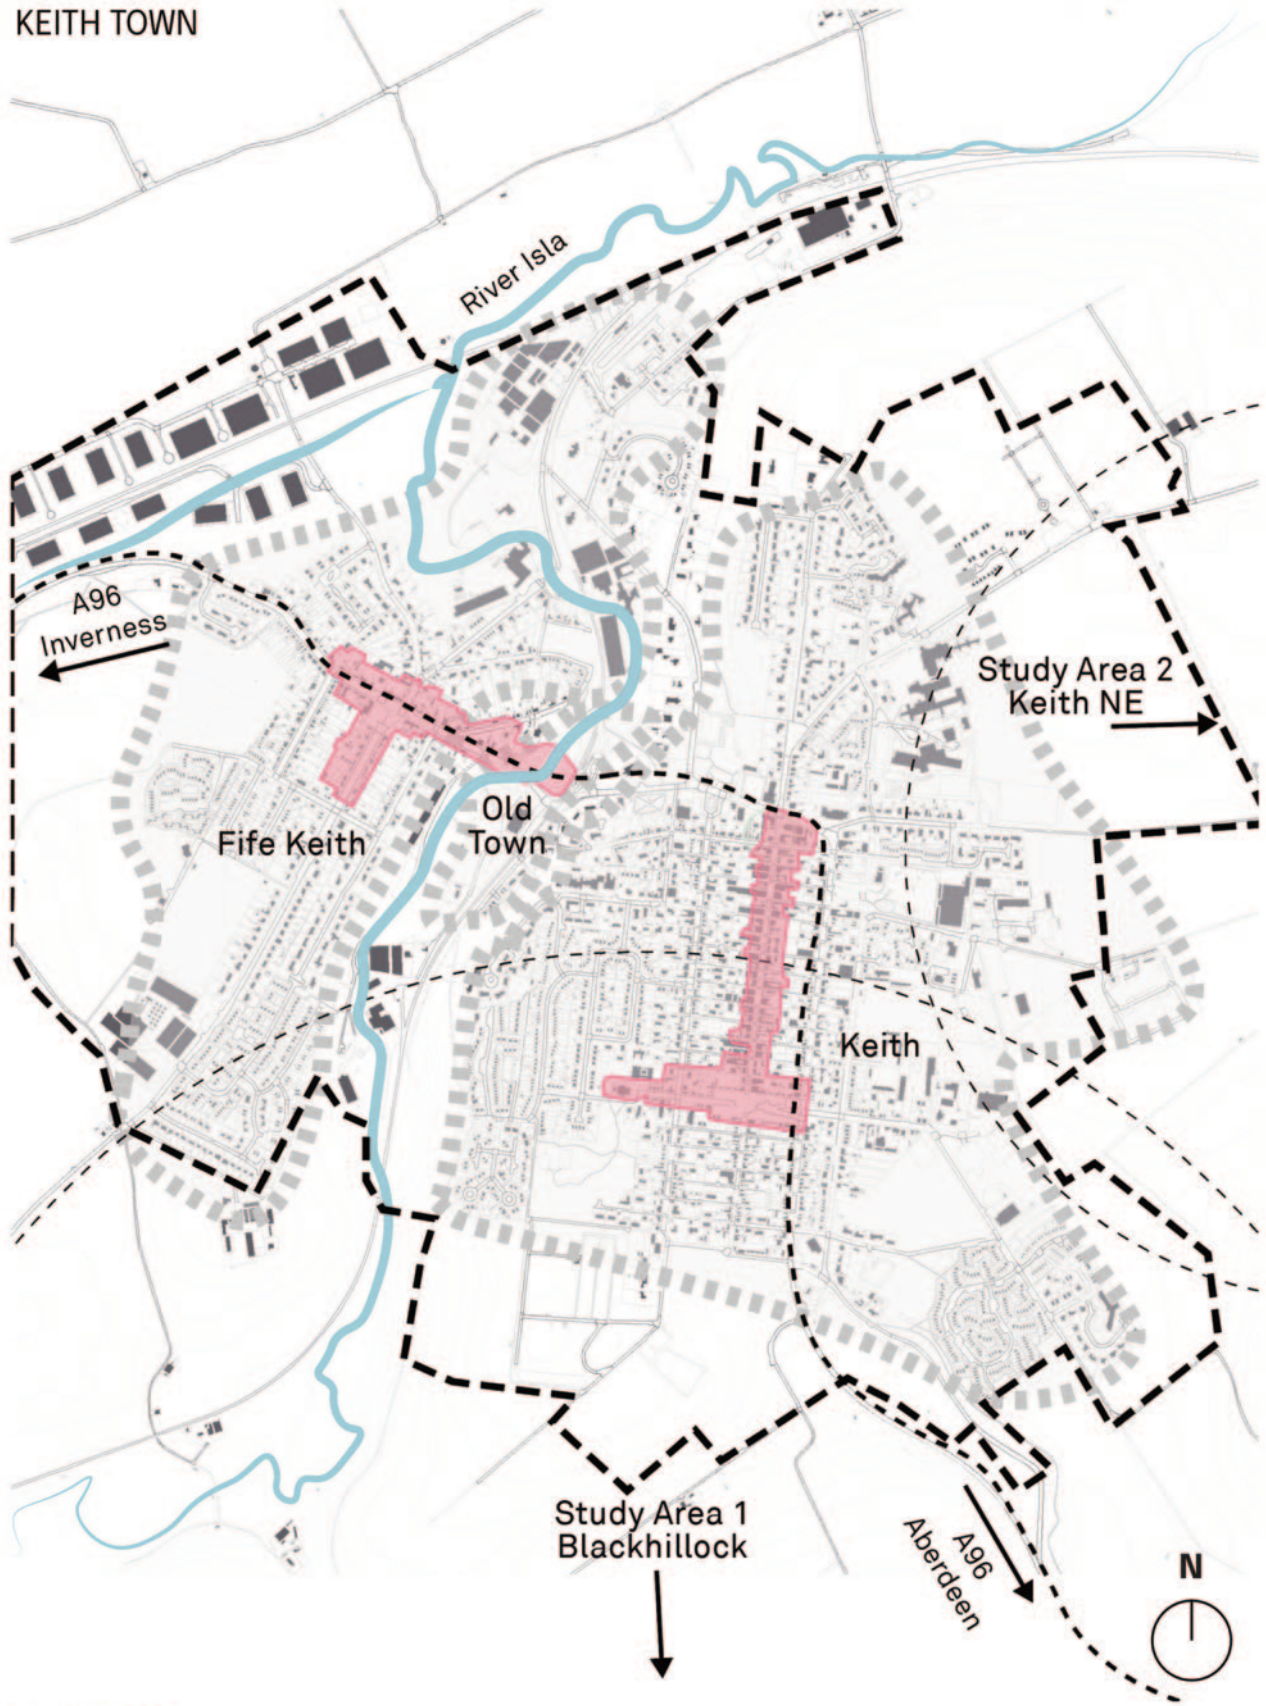 KEITH TOWN
River Isla
A96
Inverness
Study Area 2
Keith NE
Old
Town
Fife Keith
Keith
Study Area 1
Blackhillock
A96
Aberdeen
N